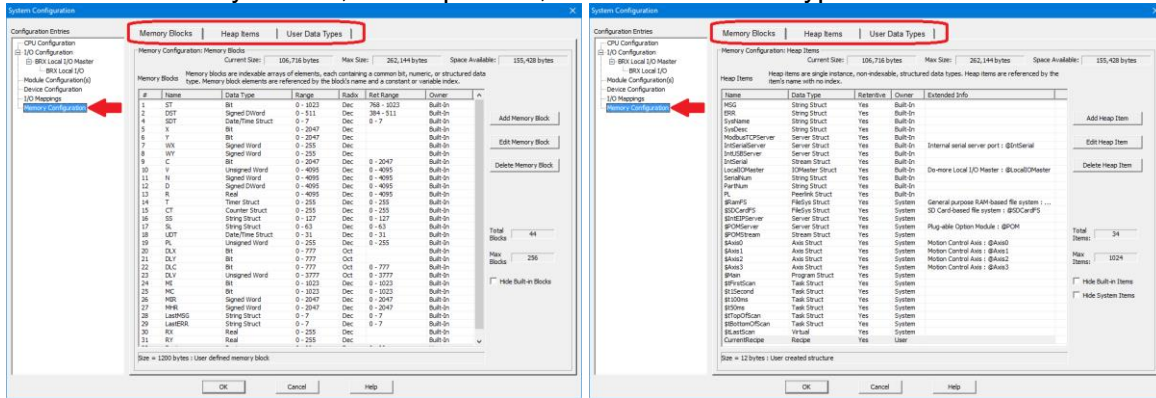 System Configuration
Configuration Entries
CPU Configuration
I/O Configuration
BRX Local I/O Master
BRX Local I/O
Module Configuration(s)
Device Configuration
I/O Mappings
Memory Configuration
Memory Blocks | Heap Items | User Data Types
Memory Configuration: Memory Blocks
Current Size: 106,716 bytes Max Size: 262,144 bytes Space Available: 155,428 bytes
Memory Blocks Memory blocks are indexable arrays of elements, each containing a common bit, numeric, or structured data
type. Memory block elements are referenced by the block's name and a constant or variable index.
# Name Data Type Range Radix Ret Range Owner
1 ST Bit 0 - 1023 Dec 768 - 1023 Built-In
2 DST Signed DWord 0 - 511 Dec 384 - 511 Built-In
4 SDT Date/Time Struct 0 - 7 Dec 0 - 7 Built-In
5 X Bit 0 - 2047 Dec Built-In
6 Y Bit 0 - 2047 Dec Built-In
7 WX Signed Word 0 - 255 Dec Built-In
8 WY Signed Word 0 - 255 Dec Built-In
9 C Bit 0 - 2047 Dec 0 - 2047 Built-In
10 V Unsigned Word 0 - 4095 Dec 0 - 4095 Built-In
11 N Signed Word 0 - 4095 Dec 0 - 4095 Built-In
12 D Signed DWord 0 - 4095 Dec 0 - 4095 Built-In
13 R Real 0 - 4095 Dec 0 - 4095 Built-In
14 T Timer Struct 0 - 255 Dec 0 - 255 Built-In
15 CT Counter Struct 0 - 255 Dec 0 - 255 Built-In
16 SS String Struct 0 - 127 Dec 0 - 127 Built-In
17 SL String Struct 0 - 63 Dec 0 - 63 Built-In
18 UDT Date/Time Struct 0 - 31 Dec 0 - 31 Built-In
19 PL Unsigned Word 0 - 255 Dec 0 - 255 Built-In
20 DLX Bit 0 - 777 Oct Built-In
21 DLY Bit 0 - 777 Oct Built-In
22 DLC Bit 0 - 777 Oct 0 - 777 Built-In
23 DLV Unsigned Word 0 - 3777 Oct 0 - 3777 Built-In
24 MI Bit 0 - 1023 Dec 0 - 1023 Built-In
25 MC Bit 0 - 1023 Dec 0 - 1023 Built-In
26 MIR Signed Word 0 - 2047 Dec 0 - 2047 Built-In
27 MHR Signed Word 0 - 2047 Dec 0 - 2047 Built-In
28 LastMSG String Struct 0 - 7 Dec 0 - 7 Built-In
29 LastERR String Struct 0 - 7 Dec 0 - 7 Built-In
30 RX Real 0 - 255 Dec Built-In
31 RY Real 0 - 255 Dec Built-In
Add Memory Block
Edit Memory Block
Delete Memory Block
Total Blocks 44
Max Blocks 256
Hide Built-in Blocks
Size = 1200 bytes : User defined memory block
OK Cancel Help
System Configuration
Configuration Entries
CPU Configuration
I/O Configuration
BRX Local I/O Master
BRX Local I/O
Module Configuration(s)
Device Configuration
I/O Mappings
Memory Configuration
Memory Blocks | Heap Items | User Data Types
Memory Configuration: Heap Items
Current Size: 106,716 bytes Max Size: 262,144 bytes Space Available: 155,428 bytes
Heap Items Heap items are single instance, non-indexable, structured data types. Heap items are referenced by the
item's name with no index.
Name Data Type Retentive Owner Extended Info
MSG String Struct Yes Built-In
ERR String Struct Yes Built-In
SysName String Struct Yes Built-In
SysDesc String Struct Yes Built-In
ModbusTCPServer Server Struct Yes Built-In
IntSerialServer Server Struct Yes Built-In Internal serial server port : @IntSerial
IntUSBServer Server Struct Yes Built-In
IntSerial Stream Struct Yes Built-In
LocalIOMaster IOMaster Struct Yes Built-In Do-more Local I/O Master : @LocalIOMaster
SerialNum String Struct Yes Built-In
PartNum String Struct Yes Built-In
PL Peerlink Struct Yes Built-In
$RamFS FileSys Struct Yes System General purpose RAM-based file system : ...
$SDCardFS FileSys Struct Yes System SD Card-based file system : @SDCardFS
$IntEIPServer Server Struct Yes System
$POMServer Server Struct Yes System Plug-able Option Module : @POM
$POMStream Stream Struct Yes System
$Axis0 Axis Struct Yes System Motion Control Axis : @Axis0
$Axis1 Axis Struct Yes System Motion Control Axis : @Axis1
$Axis2 Axis Struct Yes System Motion Control Axis : @Axis2
$Axis3 Axis Struct Yes System Motion Control Axis : @Axis3
$Main Program Struct Yes System
$tFirstScan Task Struct Yes System
$t1Second Task Struct Yes System
$t100ms Task Struct Yes System
$t50ms Task Struct Yes System
$tTopOfScan Task Struct Yes System
$tBottomOfScan Task Struct Yes System
$tLastScan Virtual Yes System
CurrentRecipe Recipe Yes User
Add Heap Item
Edit Heap Item
Delete Heap Item
Total Items: 34
Max Items: 1024
Hide Built-in Items
Hide System Items
Size = 12 bytes : User created structure
OK Cancel Help